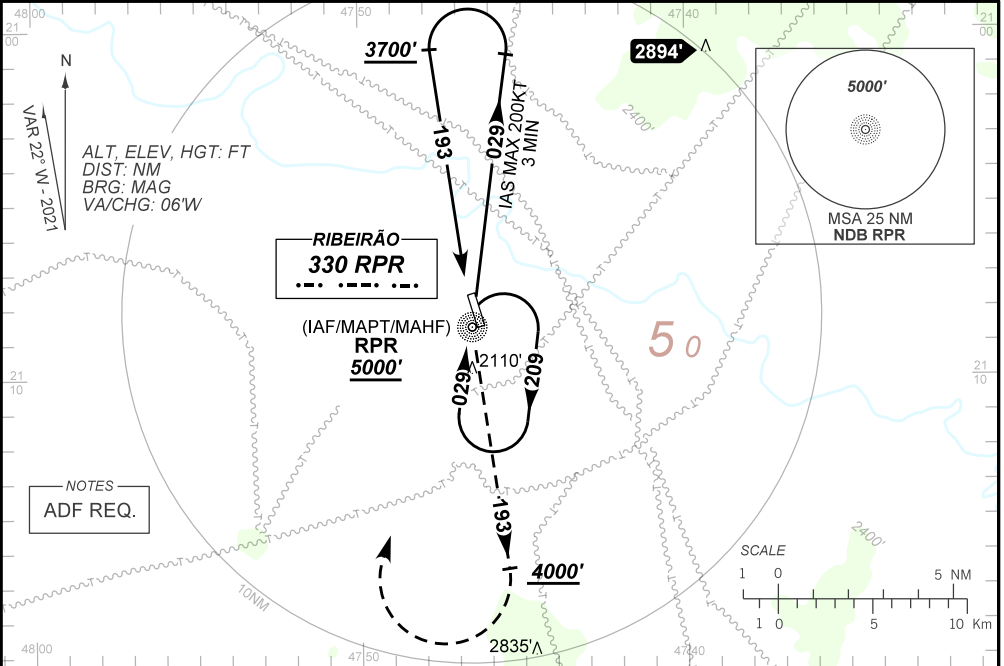 48 00
47 50
47 40
21 00
21 00
3700'
2894'
N
VAR 22° W - 2021
ALT, ELEV, HGT: FT
DIST: NM
BRG: MAG
VA/CHG: 06'W
193
029
IAS MAX 200KT
3 MIN
2400'
5000'
MSA 25 NM
NDB RPR
RIBEIRÃO
330 RPR
(IAF/MAPT/MAHF)
RPR
5000'
2110'
029
209
5 0
21 10
21 10
NOTES
ADF REQ.
193
4000'
2400'
10NM
2835'
SCALE
1 0 5 NM
1 0 5 10 Km
48 00
47 50
47 40